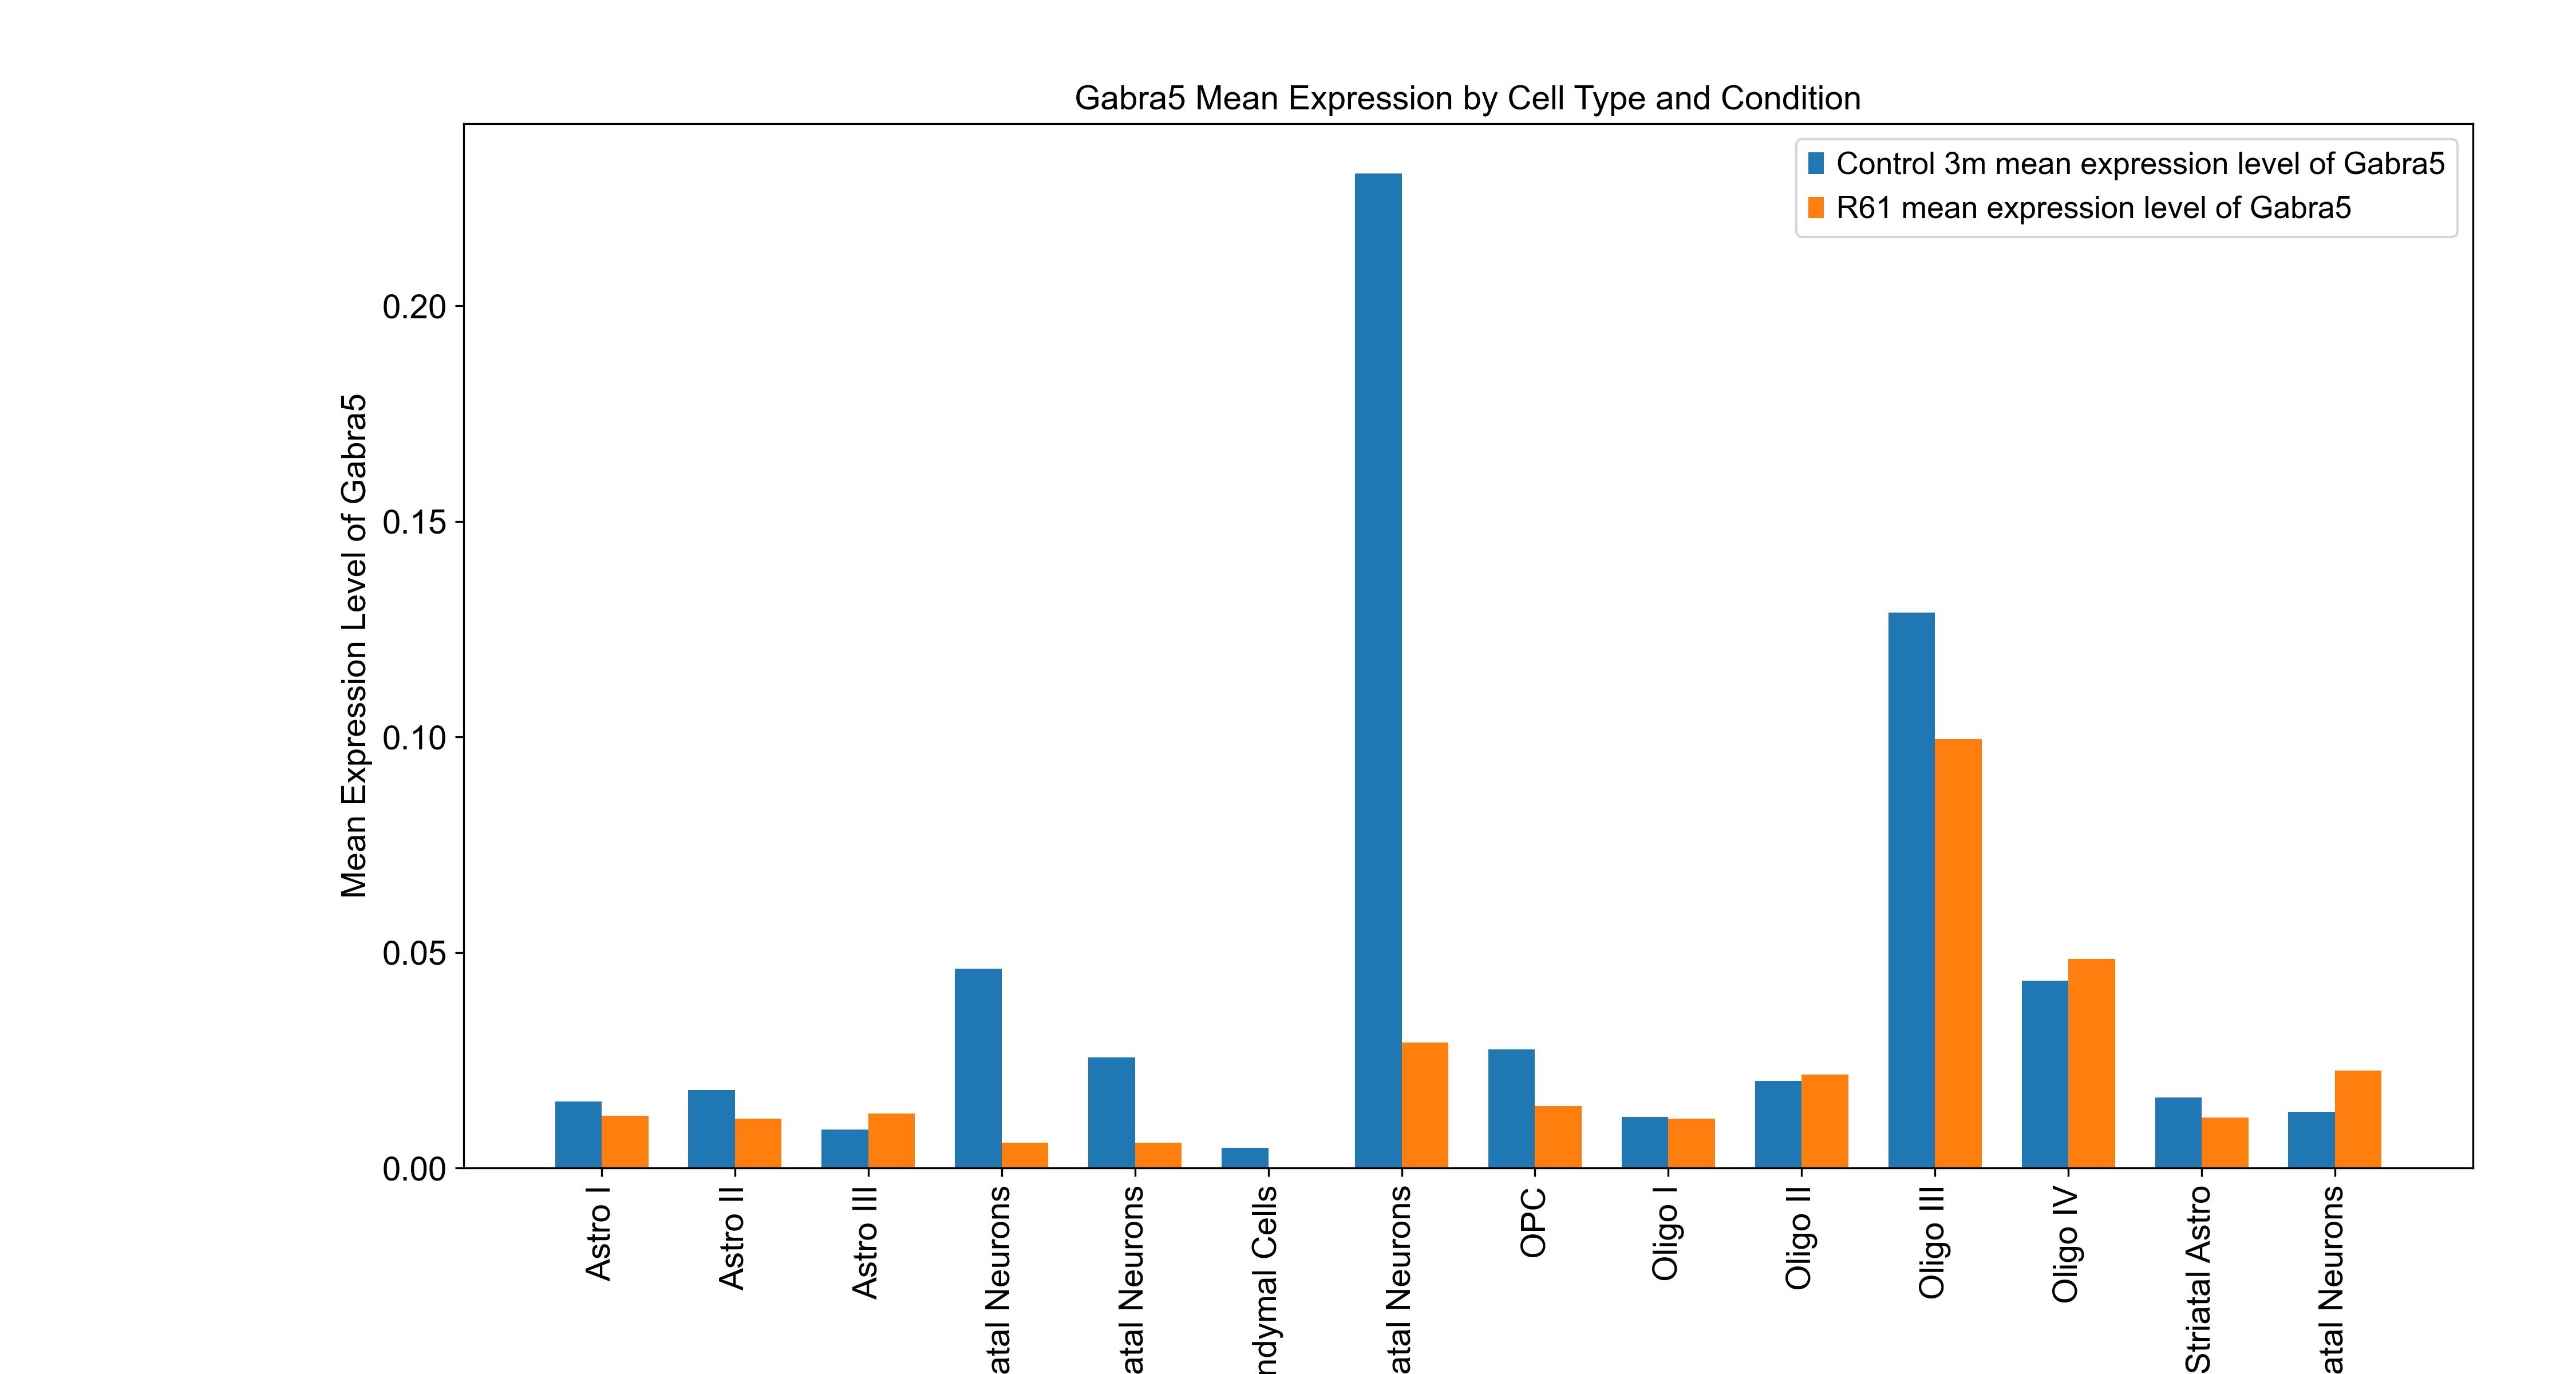 Gabra5 Mean Expression by Cell Type and Condition
Control 3m mean expression level of Gabra5
R61 mean expression level of Gabra5
Mean Expression Level of Gabra5
0.20
0.15
0.10
0.05
0.00
Astro I
Astro II
Astro III
atal Neurons
atal Neurons
ndymal Cells
atal Neurons
OPC
Oligo I
Oligo II
Oligo III
Oligo IV
Striatal Astro
atal Neurons